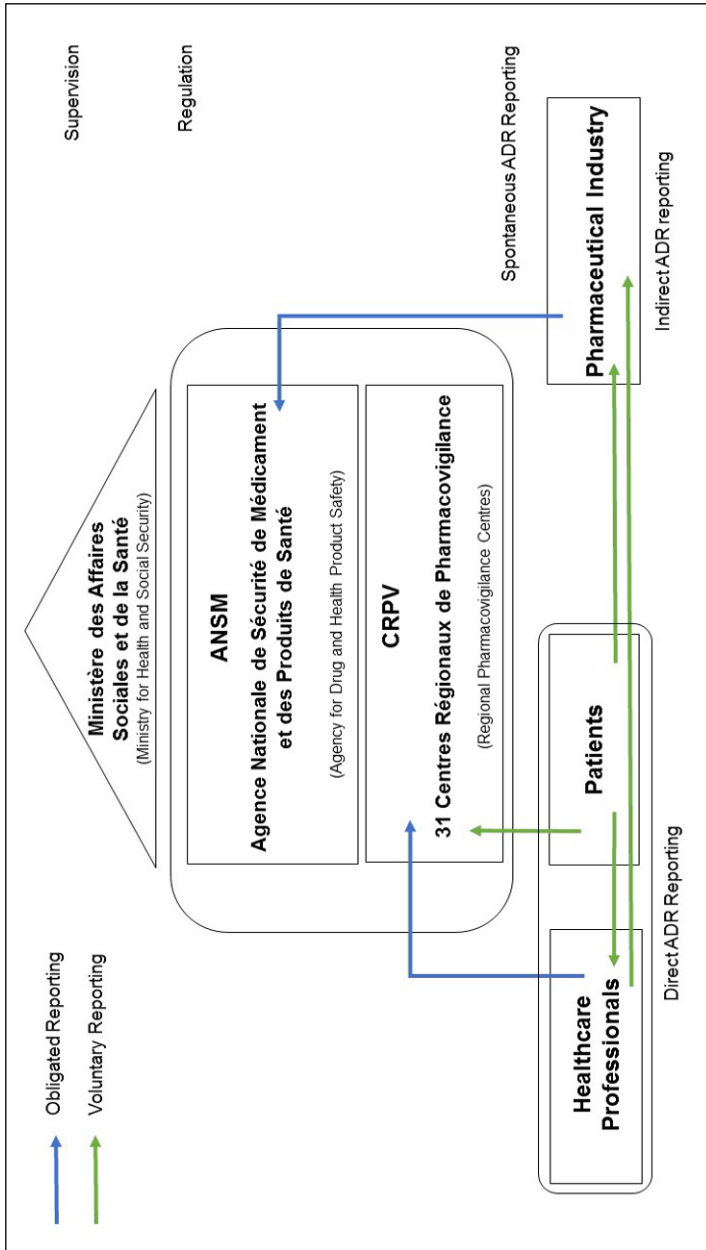 Obligated Reporting
Voluntary Reporting
Supervision
Regulation
Ministère des Affaires
Sociales et de la Santé
(Ministry for Health and Social Security)
ANSM
Agence Nationale de Sécurité de Médicament
et des Produits de Santé
(Agency for Drug and Health Product Safety)
CRPV
31 Centres Régionaux de Pharmacovigilance
(Regional Pharmacovigilance Centres)
Spontaneous ADR Reporting
Healthcare
Professionals
Patients
Pharmaceutical Industry
Direct ADR Reporting
Indirect ADR reporting